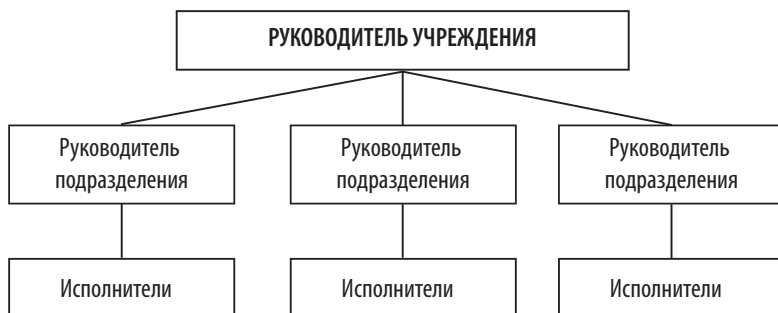 РУКОВОДИТЕЛЬ УЧРЕЖДЕНИЯ
Руководитель
подразделения
Руководитель
подразделения
Руководитель
подразделения
Исполнители
Исполнители
Исполнители